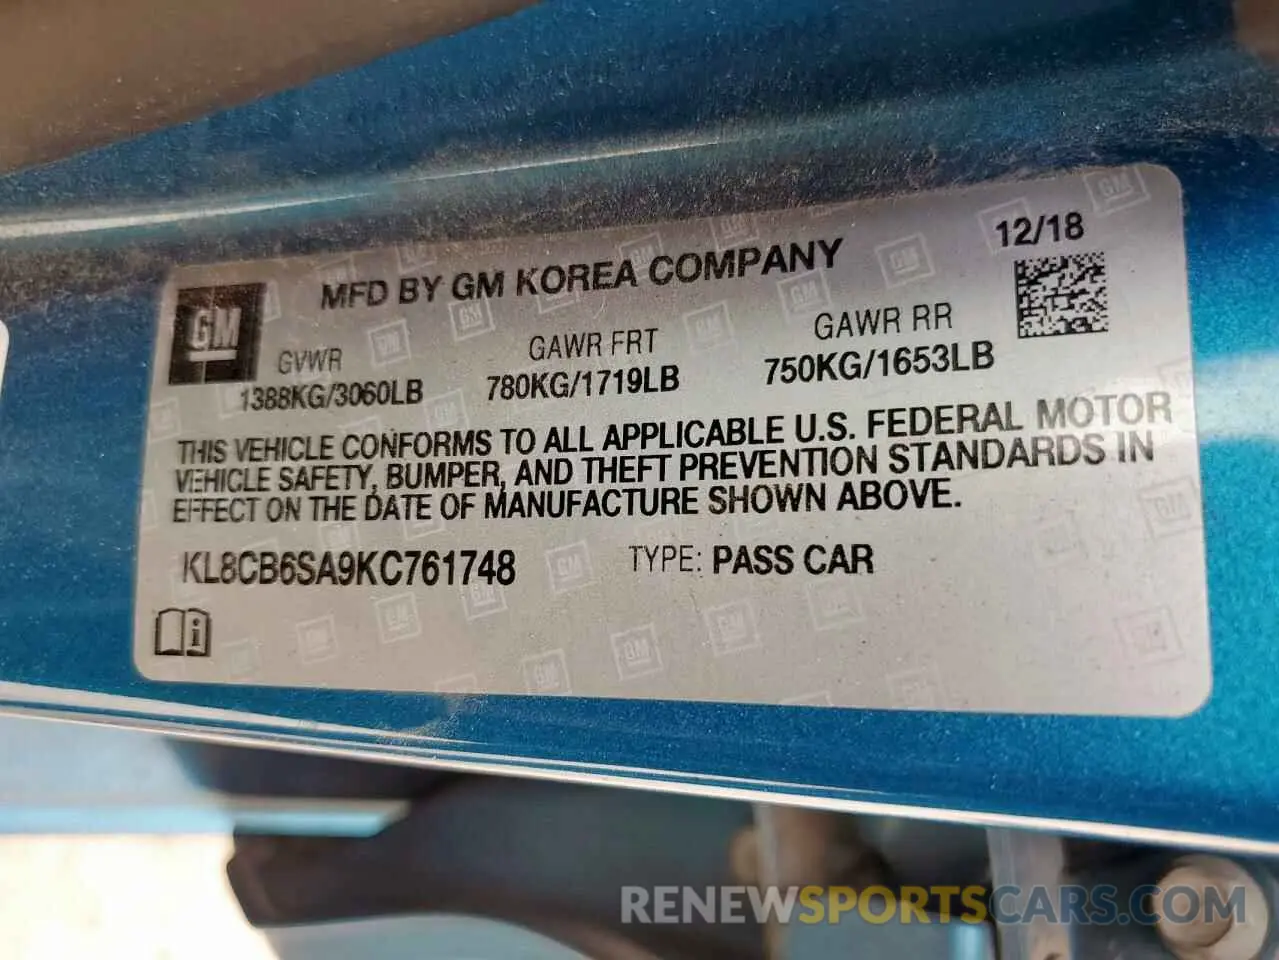 12/18
MFD BY GM KOREA COMPANY
GM
GVWR GAWR FRT GAWR RR
1388KG/3060LB 780KG/1719LB 750KG/1653LB
THIS VEHICLE CONFORMS TO ALL APPLICABLE U.S. FEDERAL MOTOR
VEHICLE SAFETY, BUMPER, AND THEFT PREVENTION STANDARDS IN
EFFECT ON THE DATE OF MANUFACTURE SHOWN ABOVE.
KL8CB6SA9KC761748 TYPE: PASS CAR
RENEWSPORTSCARS.COM